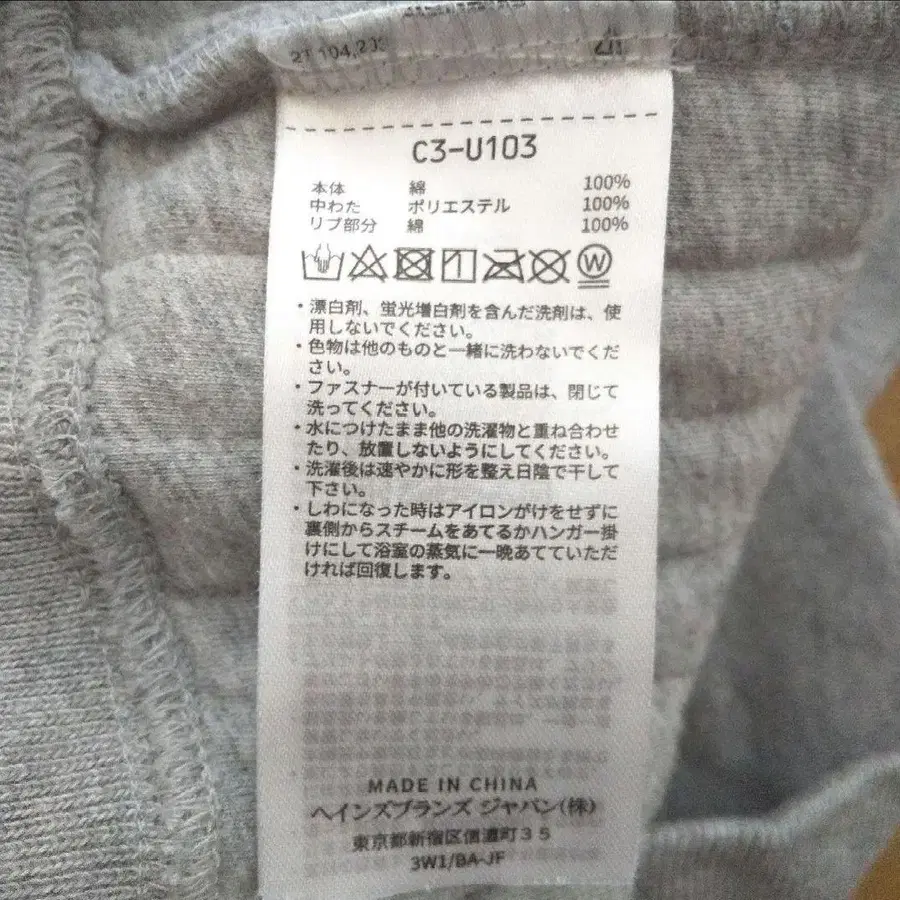 21 104,2
C3-U103
本体 綿 100%
中わた ポリエステル 100%
リブ部分 綿 100%
W
・漂白剤、蛍光増白剤を含んだ洗剤は、使
用しないでください。
・色物は他のものと一緒に洗わないでくだ
さい。
・ファスナーが付いている製品は、閉じて
洗ってください。
・水につけたまま他の洗濯物と重ね合わせ
たり、放置しないようにしてください。
・洗濯後は速やかに形を整え日陰で干して
下さい。
・しわになった時はアイロンがけをせずに
裏側からスチームをあてるかハンガー掛
けにして浴室の蒸気に一晩あてていただ
ければ回復します。
MADE IN CHINA
ヘインズブランズ ジャパン(株)
東京都新宿区信濃町35
3W1/BA-JF